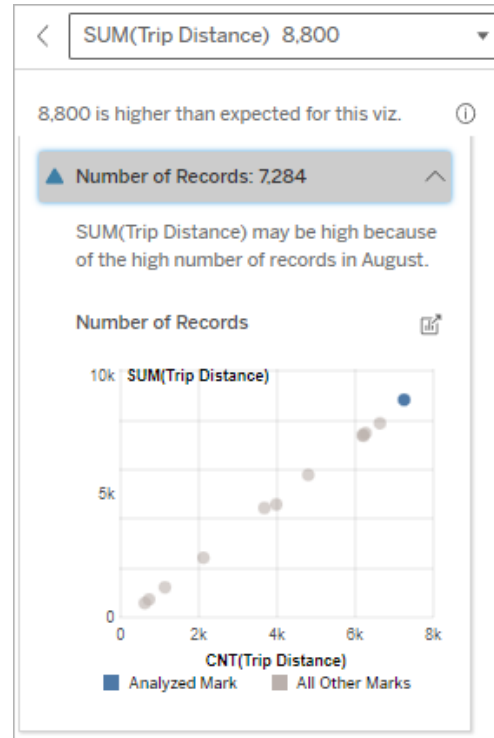 SUM(Trip Distance) 8,800
8,800 is higher than expected for this viz.
Number of Records: 7,284
SUM(Trip Distance) may be high because
of the high number of records in August.
Number of Records
10k SUM(Trip Distance)
5k
0
0 2k 4k 6k 8k
CNT(Trip Distance)
Analyzed Mark All Other Marks